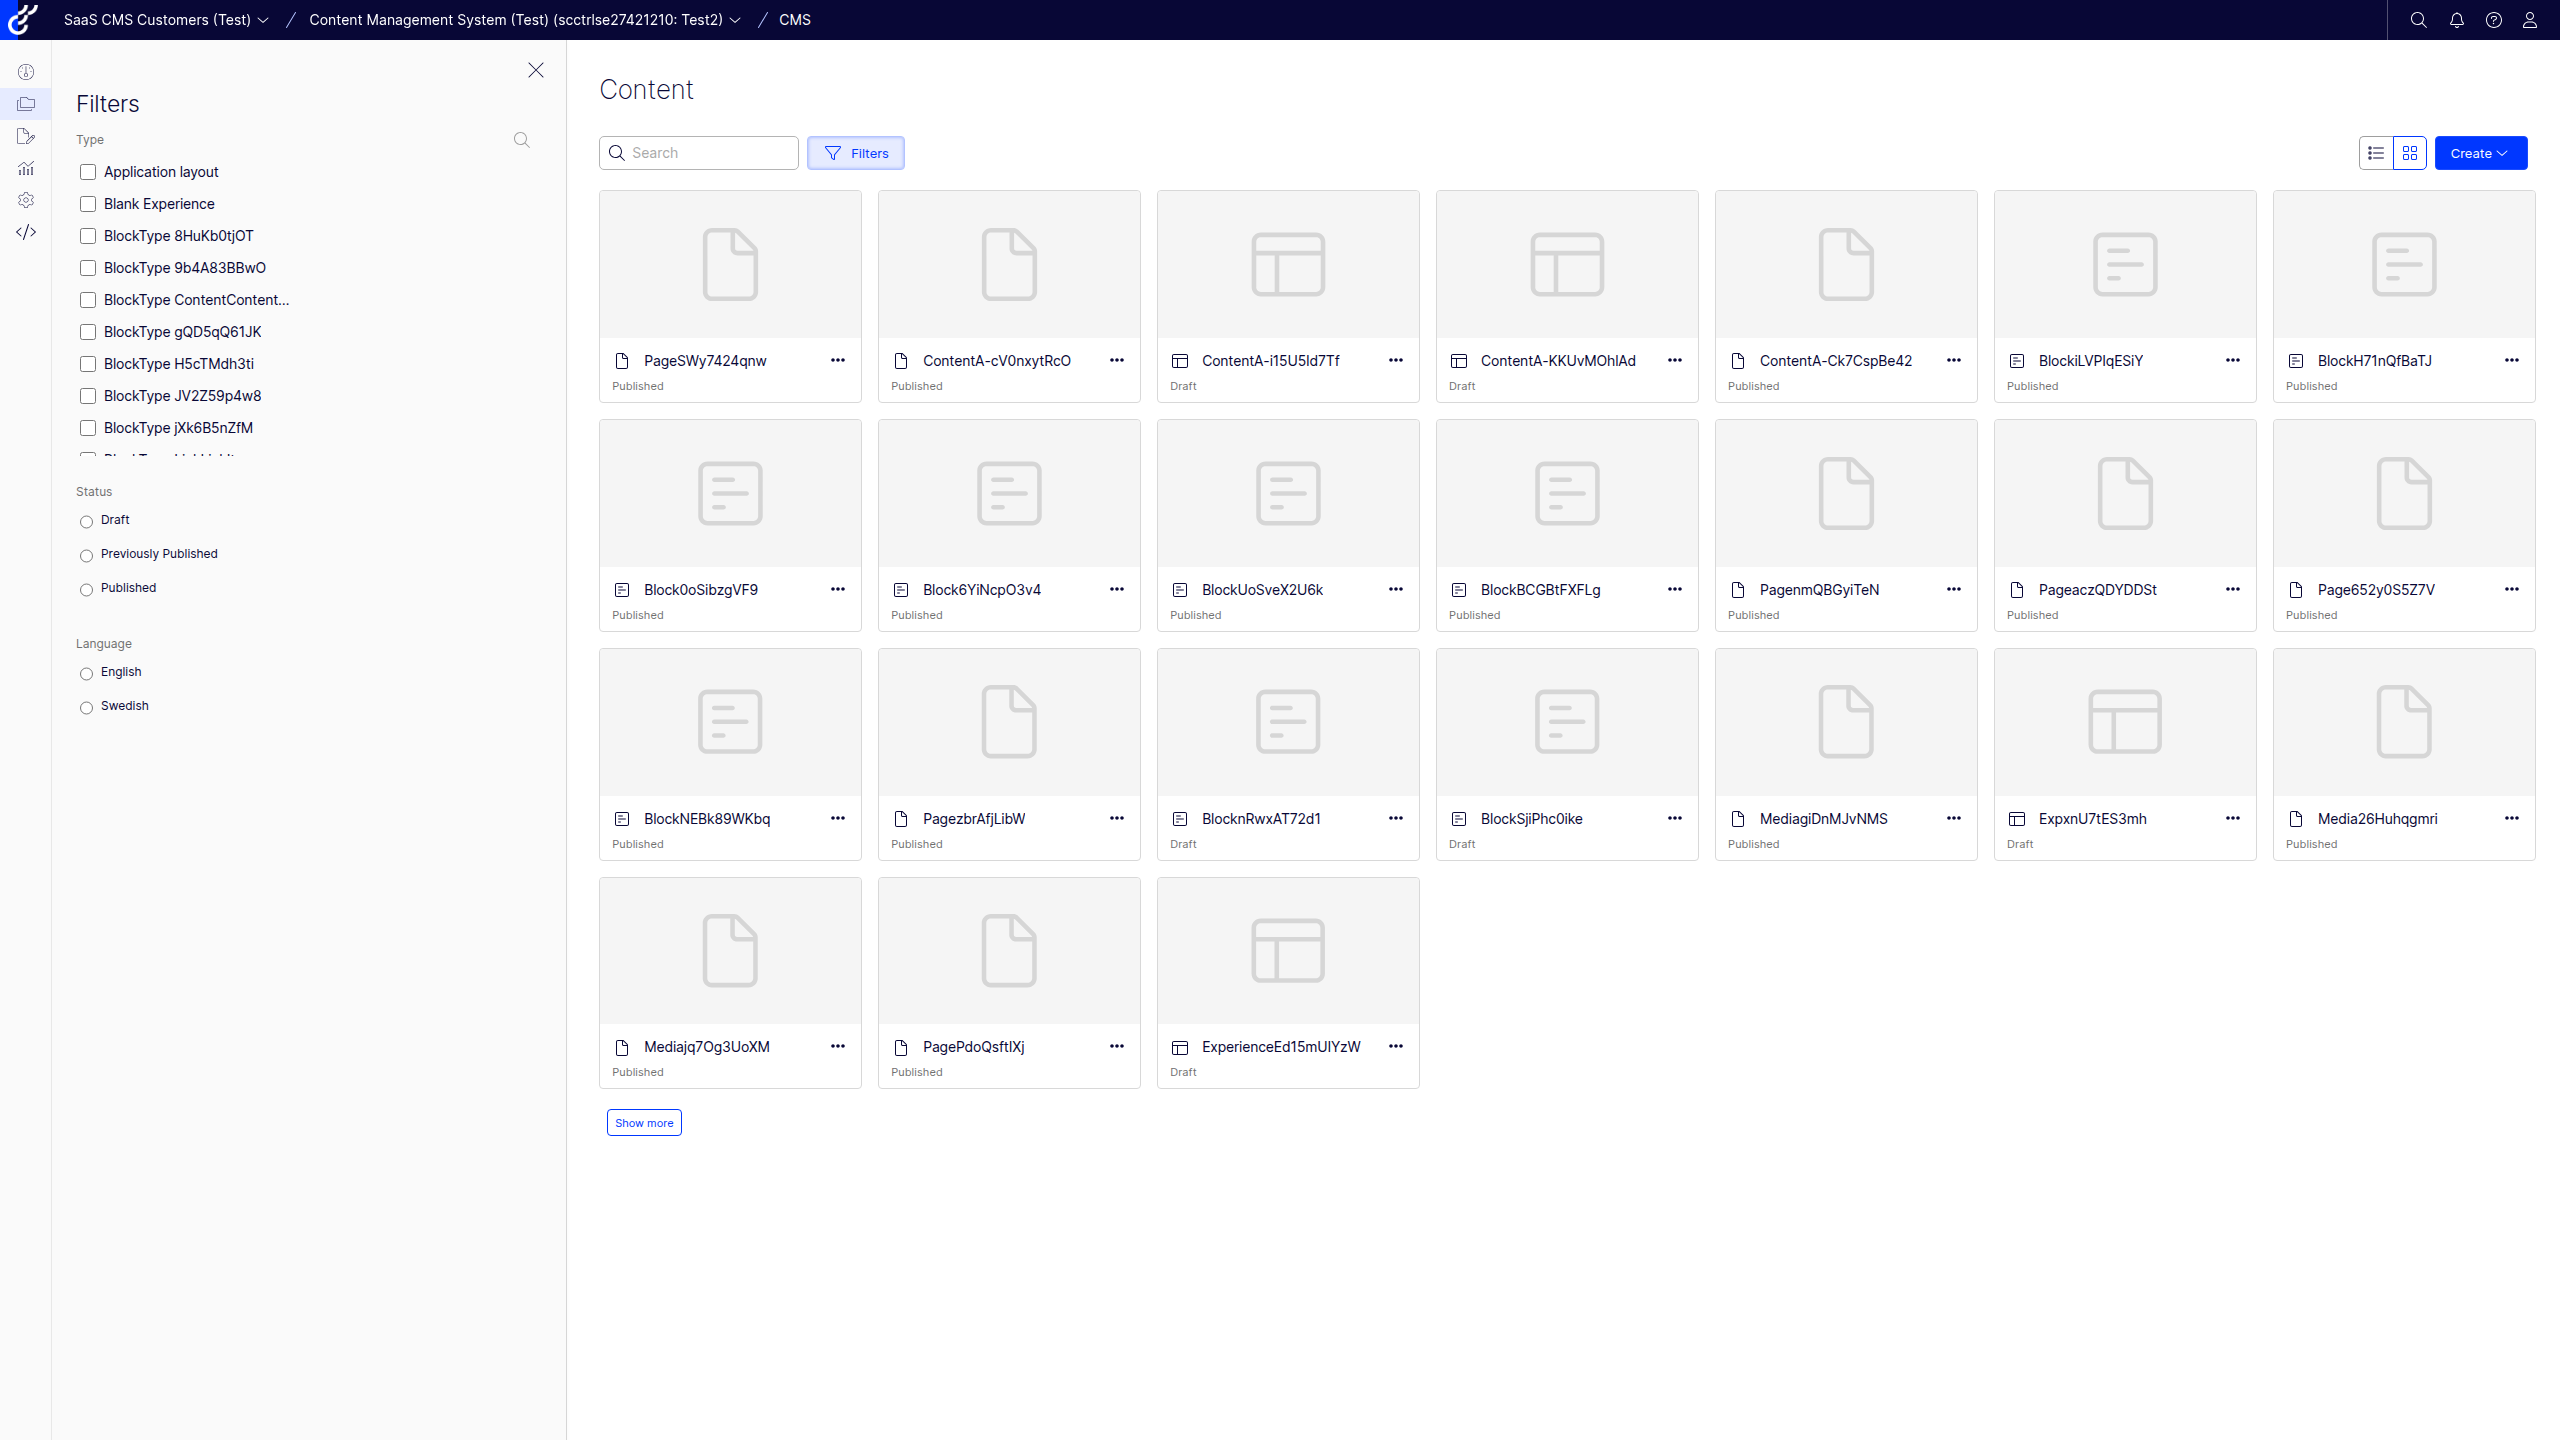 SaaS CMS Customers (Test) / Content Management System (Test) (scctrlse27421210: Test2) / CMS
Filters
Type
Application layout
Blank Experience
BlockType 8HuKb0tjOT
BlockType 9b4A83BBwO
BlockType ContentContent...
BlockType gQD5qQ61JK
BlockType H5cTMdh3ti
BlockType JV2Z59p4w8
BlockType jXk6B5nZfM
Status
Draft
Previously Published
Published
Language
English
Swedish
Content
Search
Filters
Create
PageSWy7424qnw
Published
ContentA-cV0nxytRcO
Published
ContentA-i15U5ld7Tf
Draft
ContentA-KKUvMOhlAd
Draft
ContentA-Ck7CspBe42
Published
BlockiLVPlqESiY
Published
BlockH71nQfBaTJ
Published
Block0oSibzgVF9
Published
Block6YiNcpO3v4
Published
BlockUoSveX2U6k
Published
BlockBCGBtFXFLg
Published
PagenmQBGyiTeN
Published
PageaczQDYDDSt
Published
Page652y0S5Z7V
Published
BlockNEBk89WKbq
Published
PagezbrAfjLibW
Published
BlocknRwxAT72d1
Draft
BlockSjiPhc0ike
Draft
MediagiDnMJvNMS
Published
ExpxnU7tES3mh
Draft
Media26Huhqgmri
Published
Mediajq7Og3UoXM
Published
PagePdoQsftlXj
Published
ExperienceEd15mUIYzW
Draft
Show more